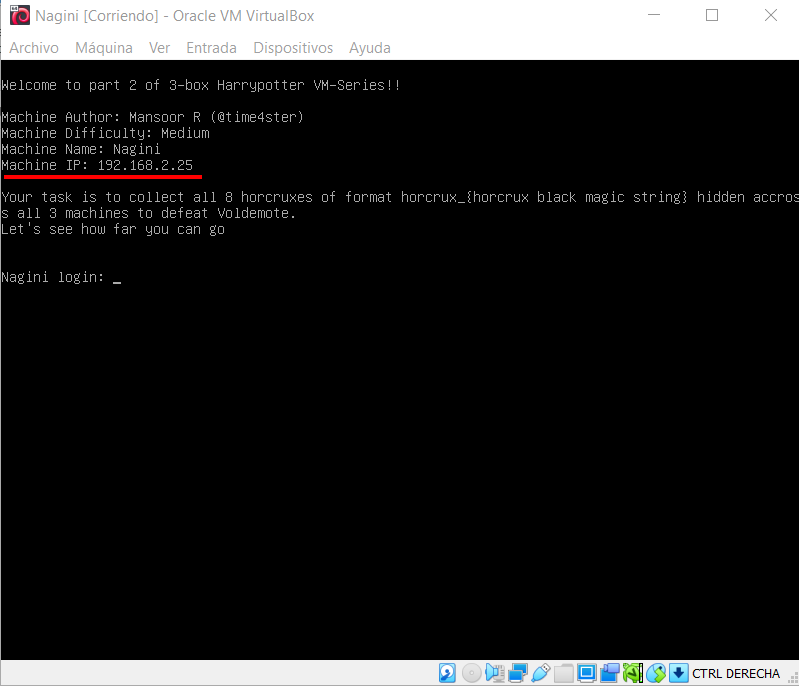 Nagini [Corriendo] - Oracle VM VirtualBox
Archivo Máquina Ver Entrada Dispositivos Ayuda
Welcome to part 2 of 3-box Harrypotter VM-Series!!
Machine Author: Mansoor R (@time4ster)
Machine Difficulty: Medium
Machine Name: Nagini
Machine IP: 192.168.2.25
Your task is to collect all 8 horcruxes of format horcrux_{horcrux black magic string} hidden accros
s all 3 machines to defeat Voldemote.
Let's see how far you can go
Nagini login: _
CTRL DERECHA